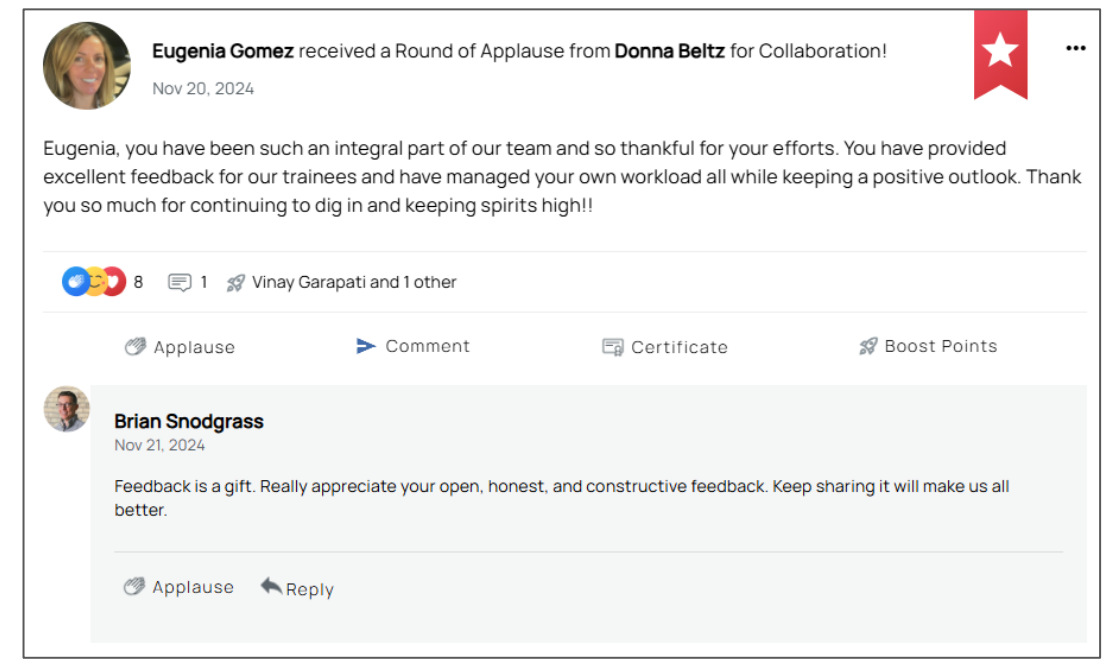 Eugenia Gomez received a Round of Applause from Donna Beltz for Collaboration!
Nov 20, 2024
Eugenia, you have been such an integral part of our team and so thankful for your efforts. You have provided
excellent feedback for our trainees and have managed your own workload all while keeping a positive outlook. Thank
you so much for continuing to dig in and keeping spirits high!!
8 1 Vinay Garapati and 1 other
Applause Comment Certificate Boost Points
Brian Snodgrass
Nov 21, 2024
Feedback is a gift. Really appreciate your open, honest, and constructive feedback. Keep sharing it will make us all
better.
Applause Reply